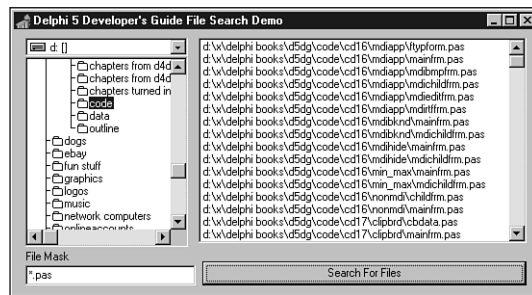 Delphi 5 Developer's Guide File Search Demo
d: []
chapters from d4d
chapters from d4d
chapters turned in
code
data
outline
dogs
ebay
fun stuff
graphics
logos
music
network computers
onlineaccounts
File Mask
*.pas
d:\x\delphi books\d5dg\code\cd16\mdiapp\ftypform.pas
d:\x\delphi books\d5dg\code\cd16\mdiapp\mainfrm.pas
d:\x\delphi books\d5dg\code\cd16\mdiapp\mdibmpfrm.pas
d:\x\delphi books\d5dg\code\cd16\mdiapp\mdichildfrm.pas
d:\x\delphi books\d5dg\code\cd16\mdiapp\mdieditfrm.pas
d:\x\delphi books\d5dg\code\cd16\mdiapp\mdirtffrm.pas
d:\x\delphi books\d5dg\code\cd16\mdibknd\mainfrm.pas
d:\x\delphi books\d5dg\code\cd16\mdibknd\mdichildfrm.pas
d:\x\delphi books\d5dg\code\cd16\mdihide\mainfrm.pas
d:\x\delphi books\d5dg\code\cd16\mdihide\mdichildfrm.pas
d:\x\delphi books\d5dg\code\cd16\min_max\mainfrm.pas
d:\x\delphi books\d5dg\code\cd16\min_max\mdichildfrm.pas
d:\x\delphi books\d5dg\code\cd16\nonmdi\childfrm.pas
d:\x\delphi books\d5dg\code\cd16\nonmdi\mainfrm.pas
d:\x\delphi books\d5dg\code\cd17\clipbrd\cbdata.pas
d:\x\delphi books\d5dg\code\cd17\clipbrd\mainfrm.pas
Search For Files